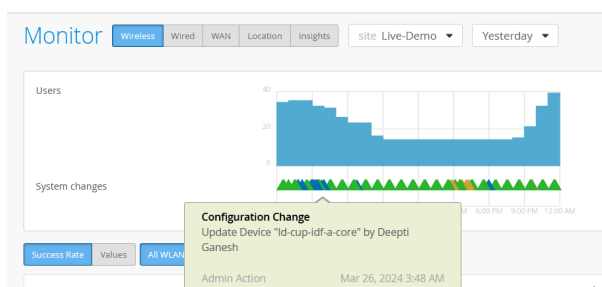 Monitor Wireless Wired WAN Location Insights site Live-Demo Yesterday
Users
40
20
0
System changes
6:00 PM 9:00 PM 12:00 AM
Configuration Change
Update Device "ld-cup-idf-a-core" by Deepti
Ganesh
Admin Action Mar 26, 2024 3:48 AM
Success Rate Values All WLAN